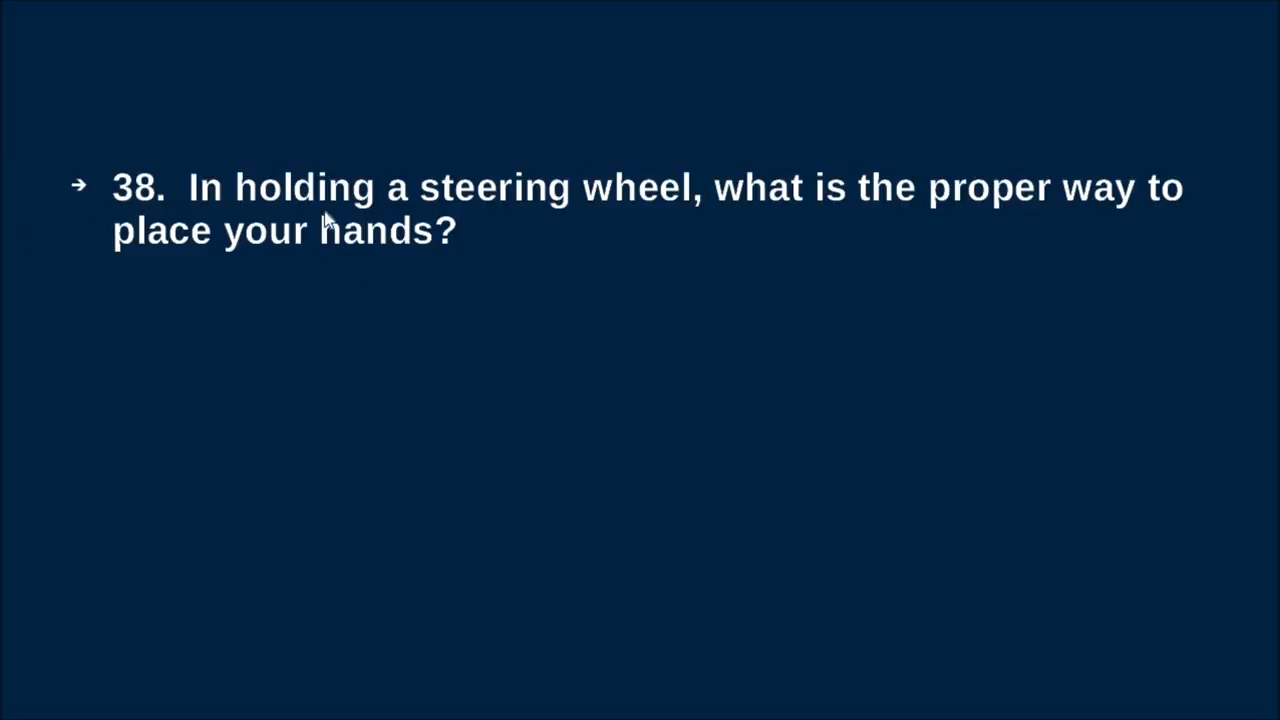 ➔ 38. In holding a steering wheel, what is the proper way to
place your hands?